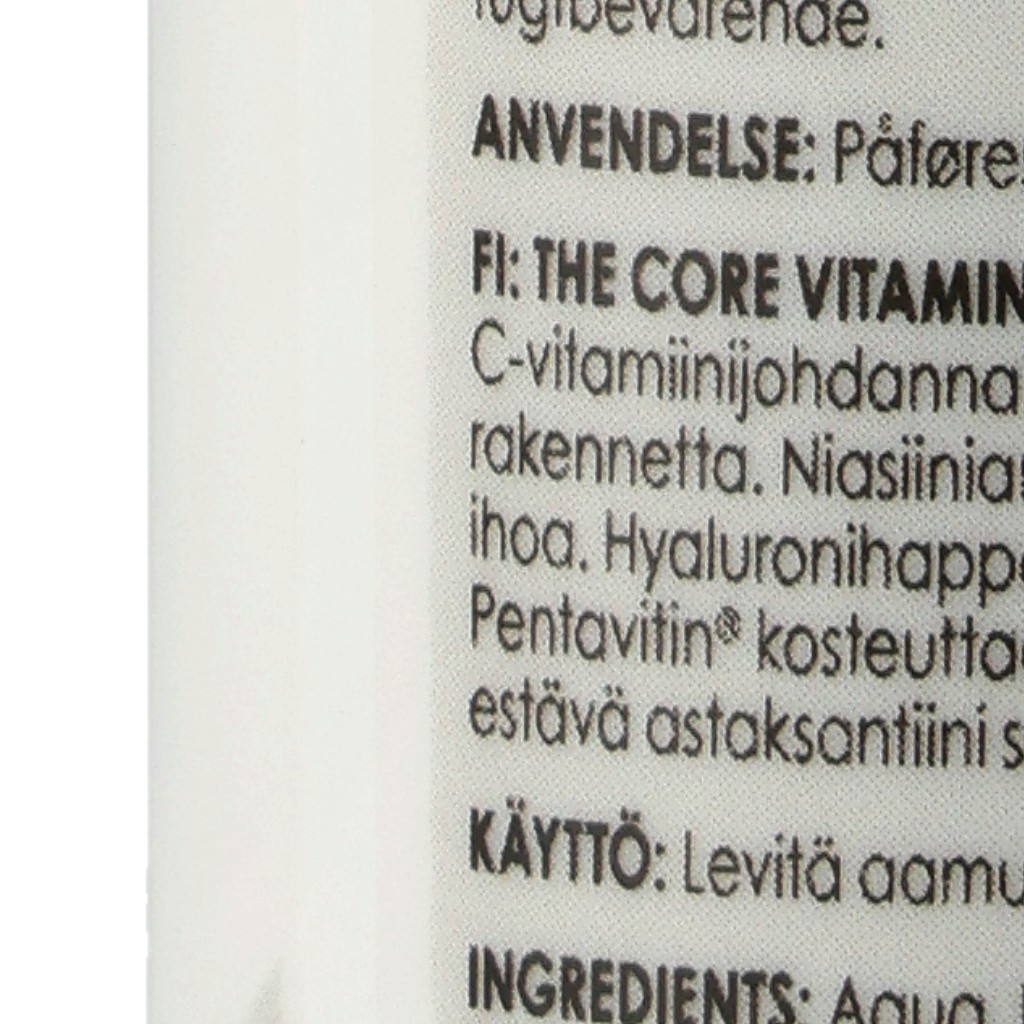 fugtbevarende.
ANVENDELSE: Påføres
FI: THE CORE VITAMIN
C-vitamiinijohdanna
rakennetta. Niasiinia
ihoa. Hyaluronihapp
Pentavitin® kosteutta
estävä astaksantiini s
KÄYTTÖ: Levitä aamu
INGREDIENTS: Aqua,